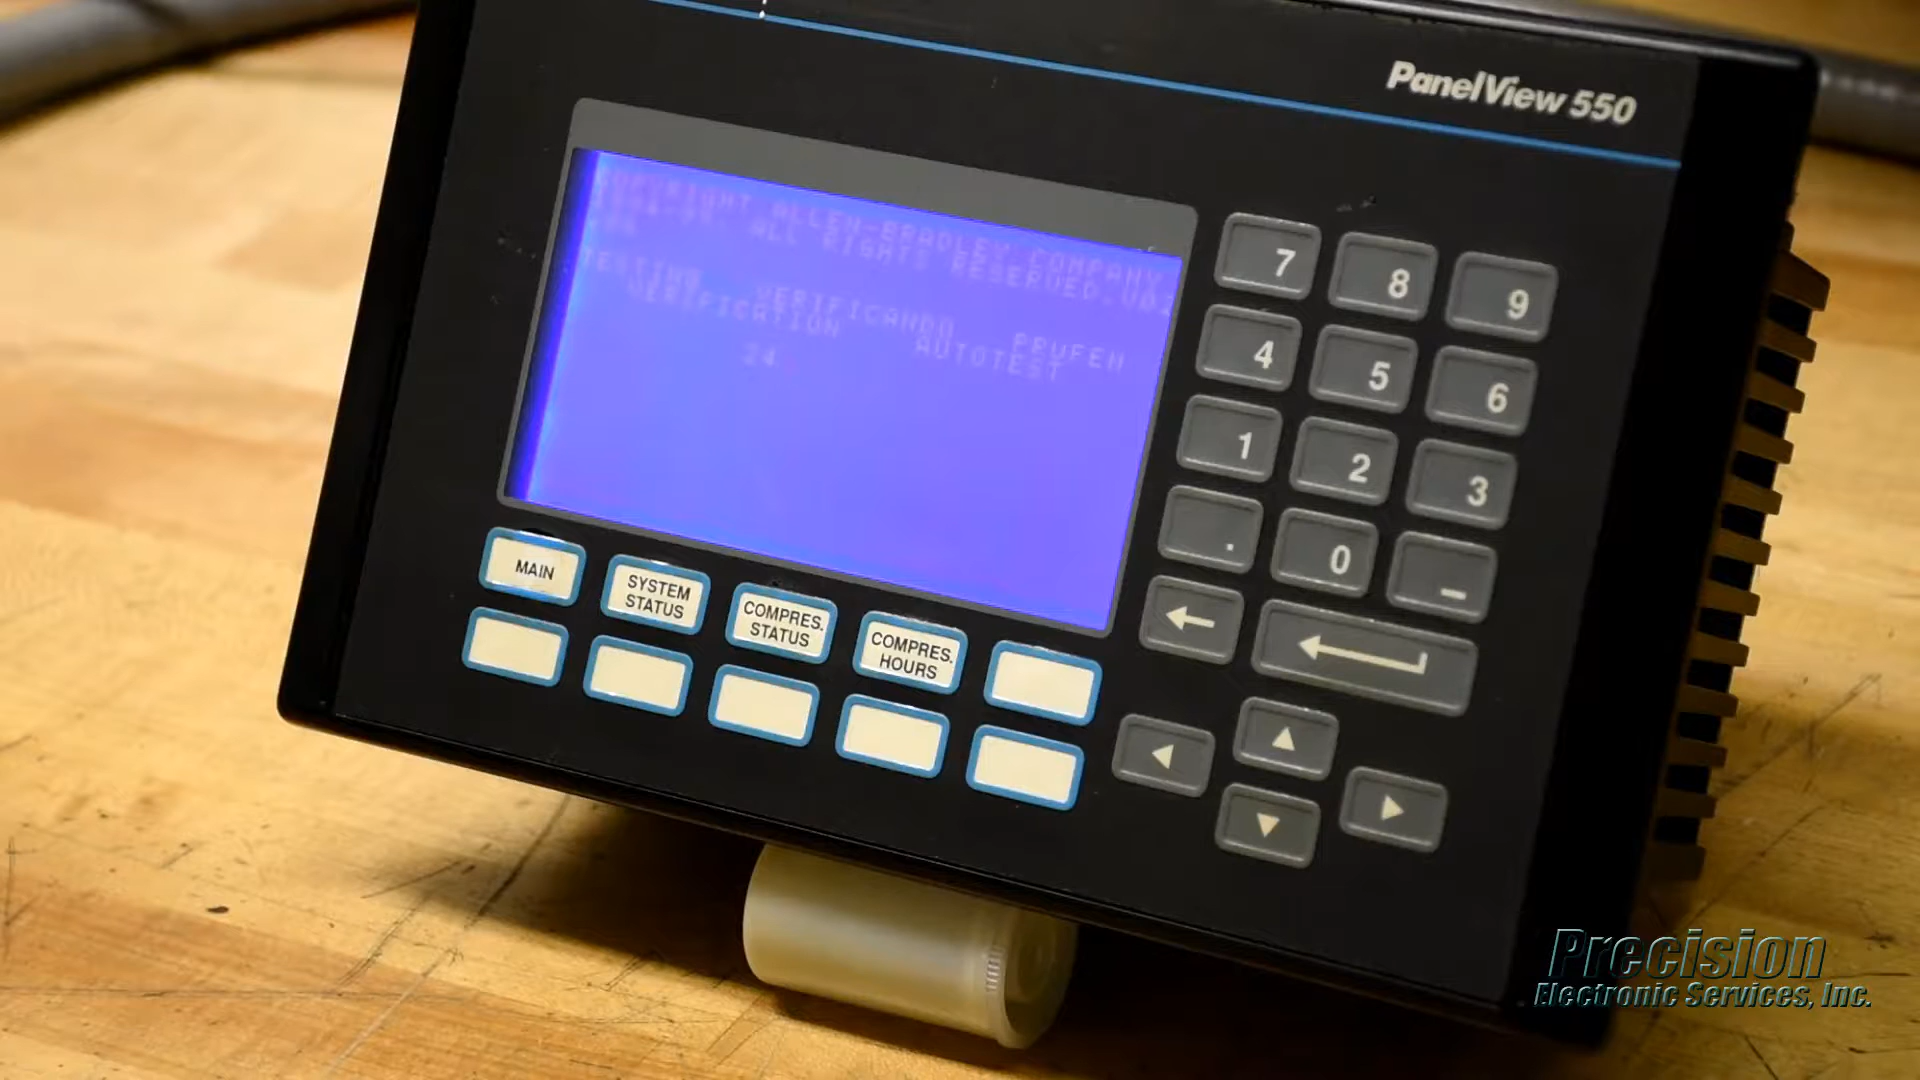 PanelView 550
COPYRIGHT ALLEN-BRADLEY COMPANY
ALL RIGHTS RESERVED.
TESTING VERIFICANDO PRUFEN
VERIFICATION AUTOTEST
24
7 8 9
4 5 6
1 2 3
. 0 -
MAIN
SYSTEM
STATUS
COMPRES.
STATUS
COMPRES.
HOURS
Precision
Electronic Services, Inc.